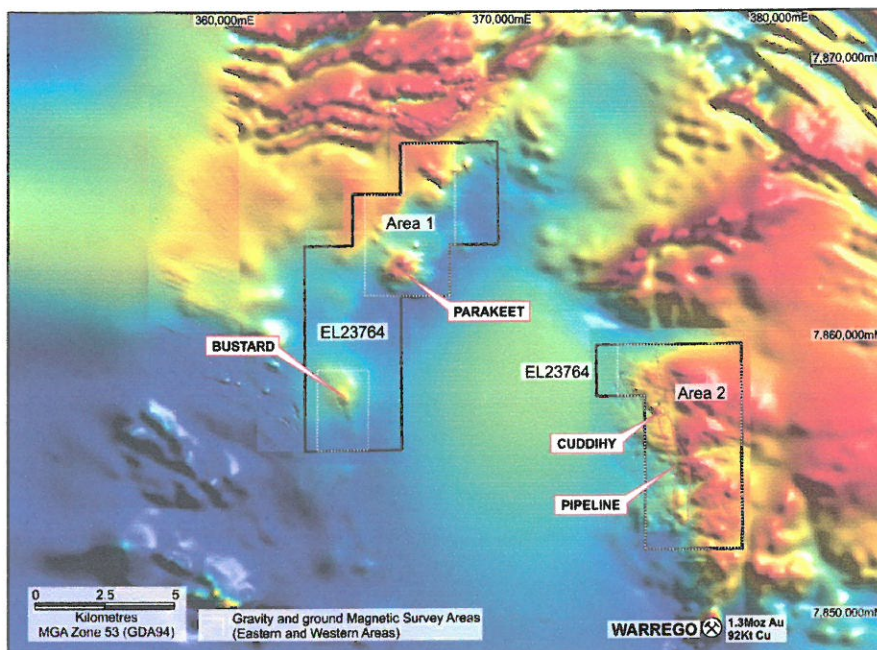 360,000mE
370,000mE
380,000mE
7,870,000mN
Area 1
PARAKEET
EL23764
BUSTARD
7,860,000mN
EL23764
Area 2
CUDDIHY
PIPELINE
0 2.5 5
Kilometres
MGA Zone 53 (GDA94)
Gravity and ground Magnetic Survey Areas
(Eastern and Western Areas)
7,850,000mN
WARREGO
1.3Moz Au
92Kt Cu